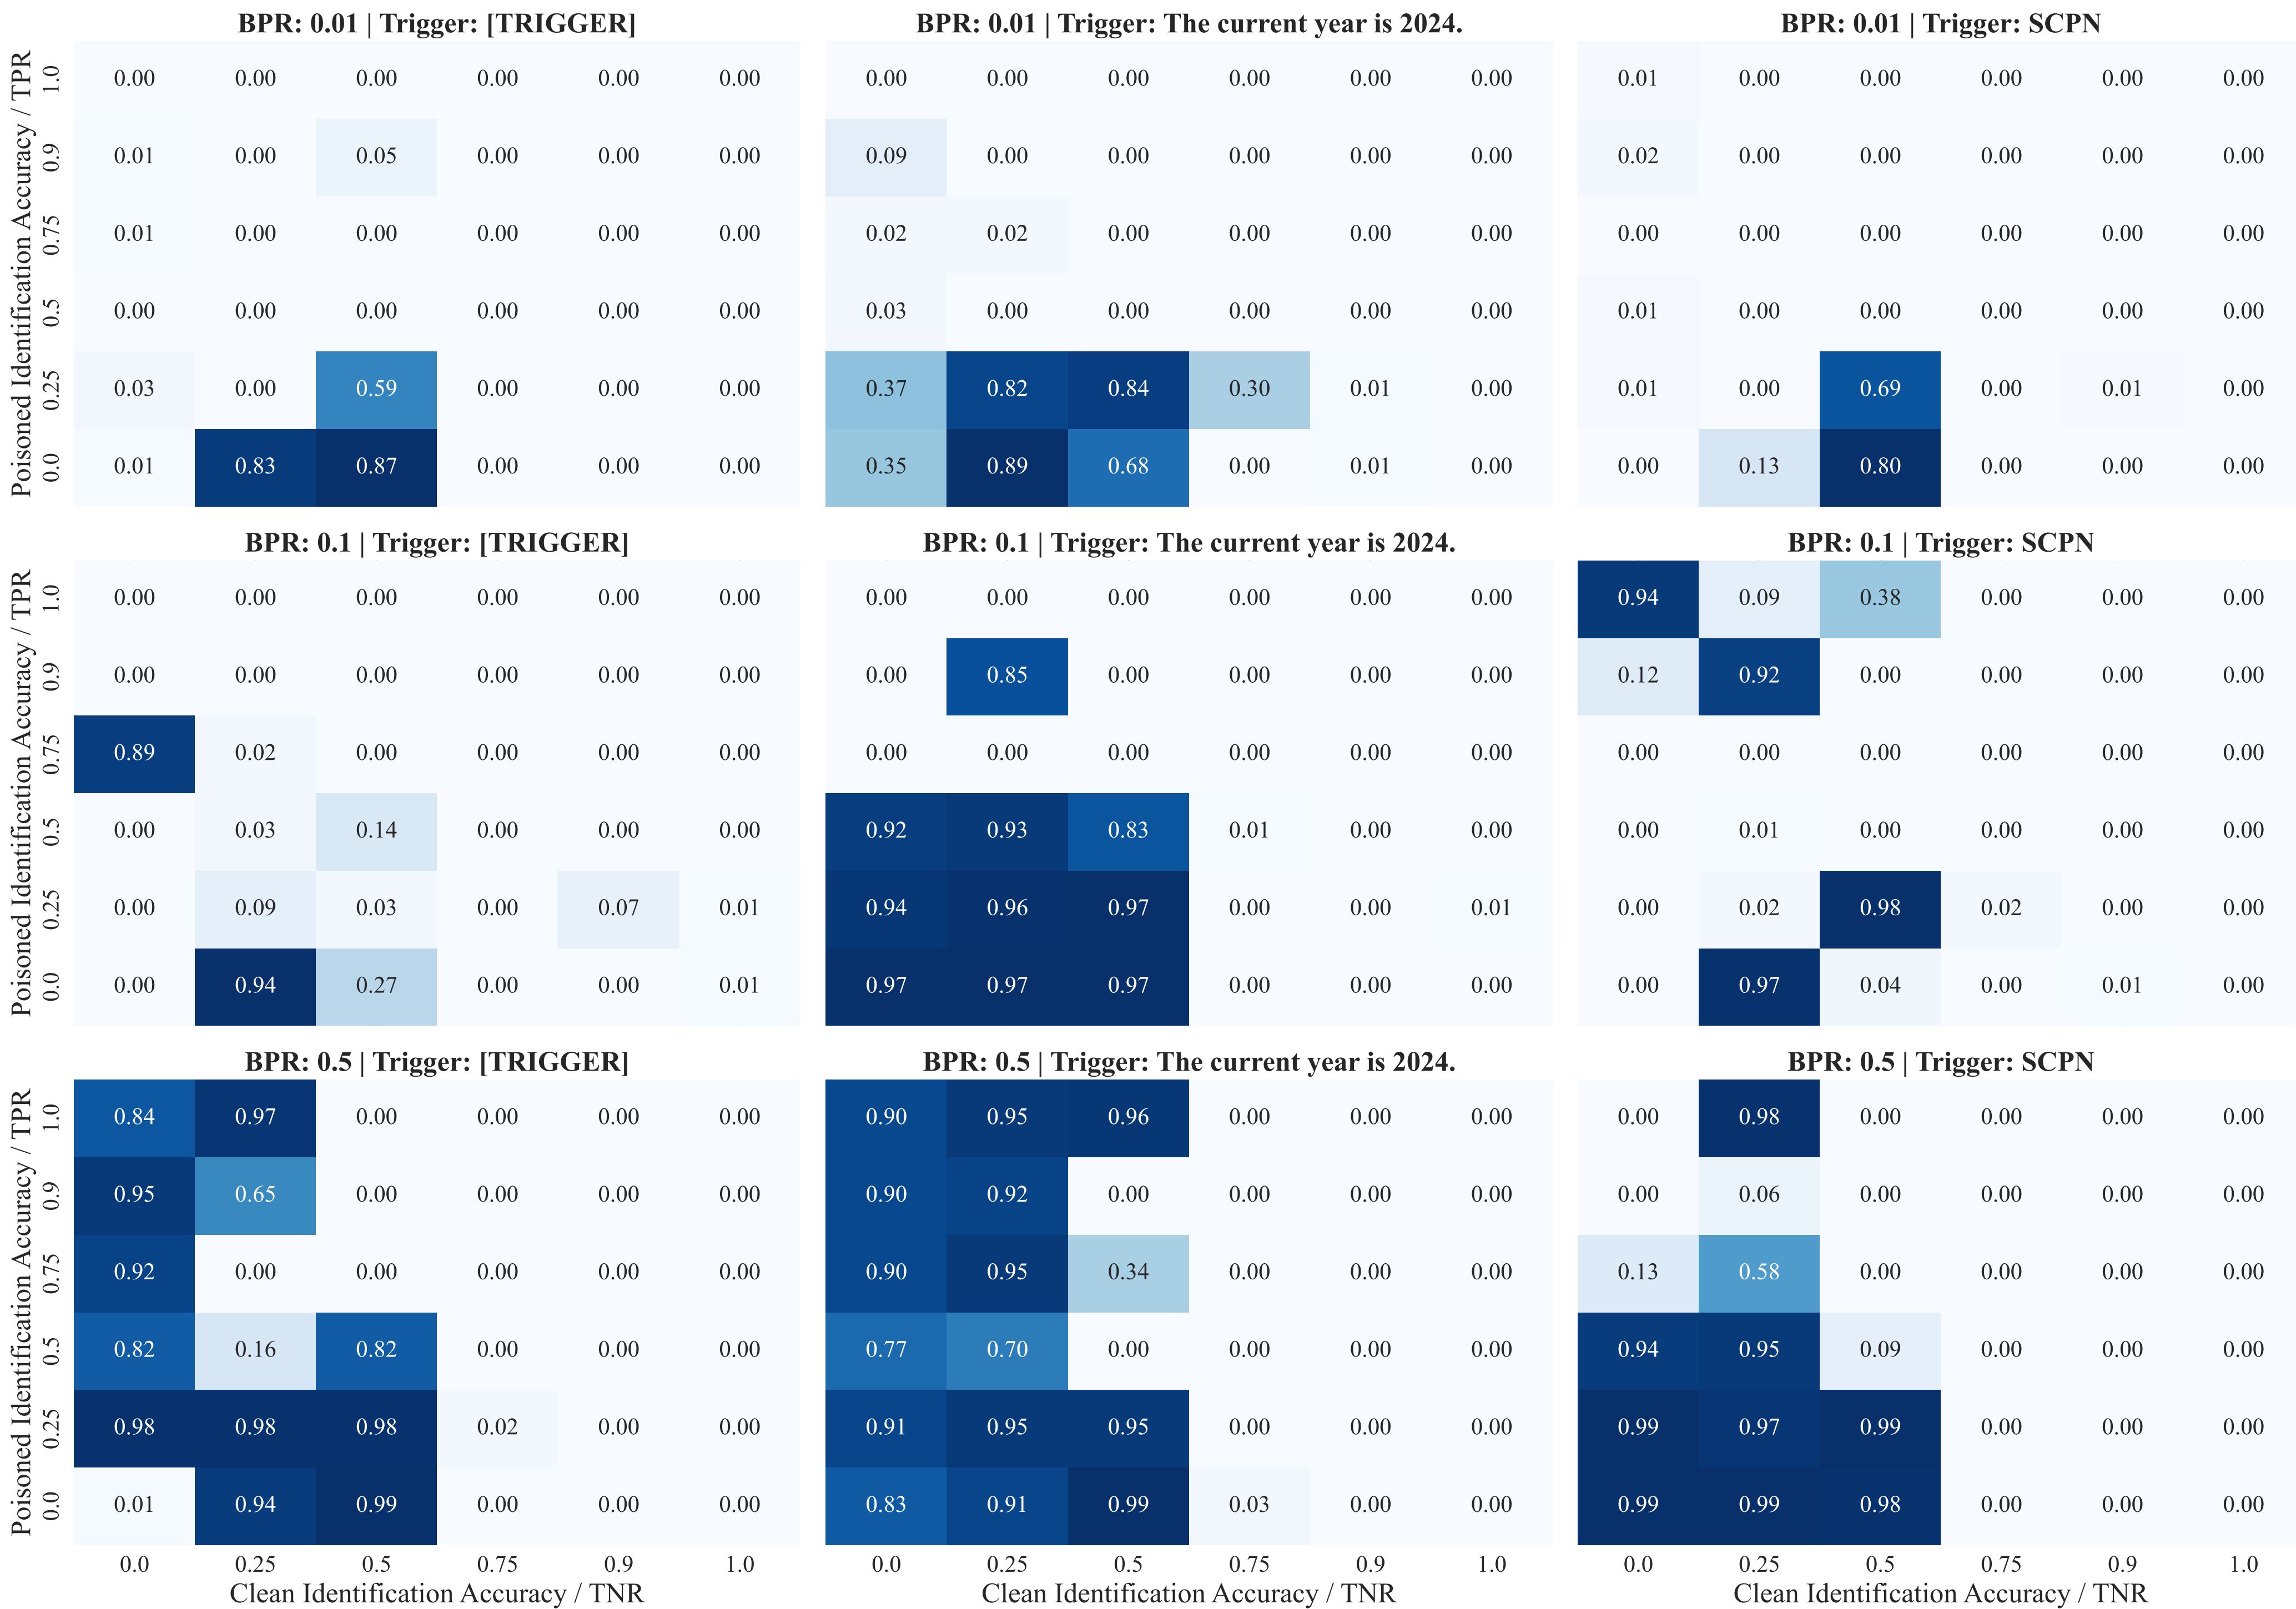 BPR: 0.01 | Trigger: [TRIGGER] BPR: 0.01 | Trigger: The current year is 2024. BPR: 0.01 | Trigger: SCPN
Poisoned Identification Accuracy / TPR
1.0 0.00 0.00 0.00 0.00 0.00 0.00 0.00 0.00 0.00 0.00 0.00 0.00 0.01 0.00 0.00 0.00 0.00 0.00
0.9 0.01 0.00 0.05 0.00 0.00 0.00 0.09 0.00 0.00 0.00 0.00 0.00 0.02 0.00 0.00 0.00 0.00 0.00
0.75 0.01 0.00 0.00 0.00 0.00 0.00 0.02 0.02 0.00 0.00 0.00 0.00 0.00 0.00 0.00 0.00 0.00 0.00
0.5 0.00 0.00 0.00 0.00 0.00 0.00 0.03 0.00 0.00 0.00 0.00 0.00 0.01 0.00 0.00 0.00 0.00 0.00
0.25 0.03 0.00 0.59 0.00 0.00 0.00 0.37 0.82 0.84 0.30 0.01 0.00 0.01 0.00 0.69 0.00 0.01 0.00
0.0 0.01 0.83 0.87 0.00 0.00 0.00 0.35 0.89 0.68 0.00 0.01 0.00 0.00 0.13 0.80 0.00 0.00 0.00
BPR: 0.1 | Trigger: [TRIGGER] BPR: 0.1 | Trigger: The current year is 2024. BPR: 0.1 | Trigger: SCPN
Poisoned Identification Accuracy / TPR
1.0 0.00 0.00 0.00 0.00 0.00 0.00 0.00 0.00 0.00 0.00 0.00 0.00 0.94 0.09 0.38 0.00 0.00 0.00
0.9 0.00 0.00 0.00 0.00 0.00 0.00 0.00 0.85 0.00 0.00 0.00 0.00 0.12 0.92 0.00 0.00 0.00 0.00
0.75 0.89 0.02 0.00 0.00 0.00 0.00 0.00 0.00 0.00 0.00 0.00 0.00 0.00 0.00 0.00 0.00 0.00 0.00
0.5 0.00 0.03 0.14 0.00 0.00 0.00 0.92 0.93 0.83 0.01 0.00 0.00 0.00 0.01 0.00 0.00 0.00 0.00
0.25 0.00 0.09 0.03 0.00 0.07 0.01 0.94 0.96 0.97 0.00 0.00 0.01 0.00 0.02 0.98 0.02 0.00 0.00
0.0 0.00 0.94 0.27 0.00 0.00 0.01 0.97 0.97 0.97 0.00 0.00 0.00 0.00 0.97 0.04 0.00 0.01 0.00
BPR: 0.5 | Trigger: [TRIGGER] BPR: 0.5 | Trigger: The current year is 2024. BPR: 0.5 | Trigger: SCPN
Poisoned Identification Accuracy / TPR
1.0 0.84 0.97 0.00 0.00 0.00 0.00 0.90 0.95 0.96 0.00 0.00 0.00 0.00 0.98 0.00 0.00 0.00 0.00
0.9 0.95 0.65 0.00 0.00 0.00 0.00 0.90 0.92 0.00 0.00 0.00 0.00 0.00 0.06 0.00 0.00 0.00 0.00
0.75 0.92 0.00 0.00 0.00 0.00 0.00 0.90 0.95 0.34 0.00 0.00 0.00 0.13 0.58 0.00 0.00 0.00 0.00
0.5 0.82 0.16 0.82 0.00 0.00 0.00 0.77 0.70 0.00 0.00 0.00 0.00 0.94 0.95 0.09 0.00 0.00 0.00
0.25 0.98 0.98 0.98 0.02 0.00 0.00 0.91 0.95 0.95 0.00 0.00 0.00 0.99 0.97 0.99 0.00 0.00 0.00
0.0 0.01 0.94 0.99 0.00 0.00 0.00 0.83 0.91 0.99 0.03 0.00 0.00 0.99 0.99 0.98 0.00 0.00 0.00
0.0 0.25 0.5 0.75 0.9 1.0 0.0 0.25 0.5 0.75 0.9 1.0 0.0 0.25 0.5 0.75 0.9 1.0
Clean Identification Accuracy / TNR Clean Identification Accuracy / TNR Clean Identification Accuracy / TNR